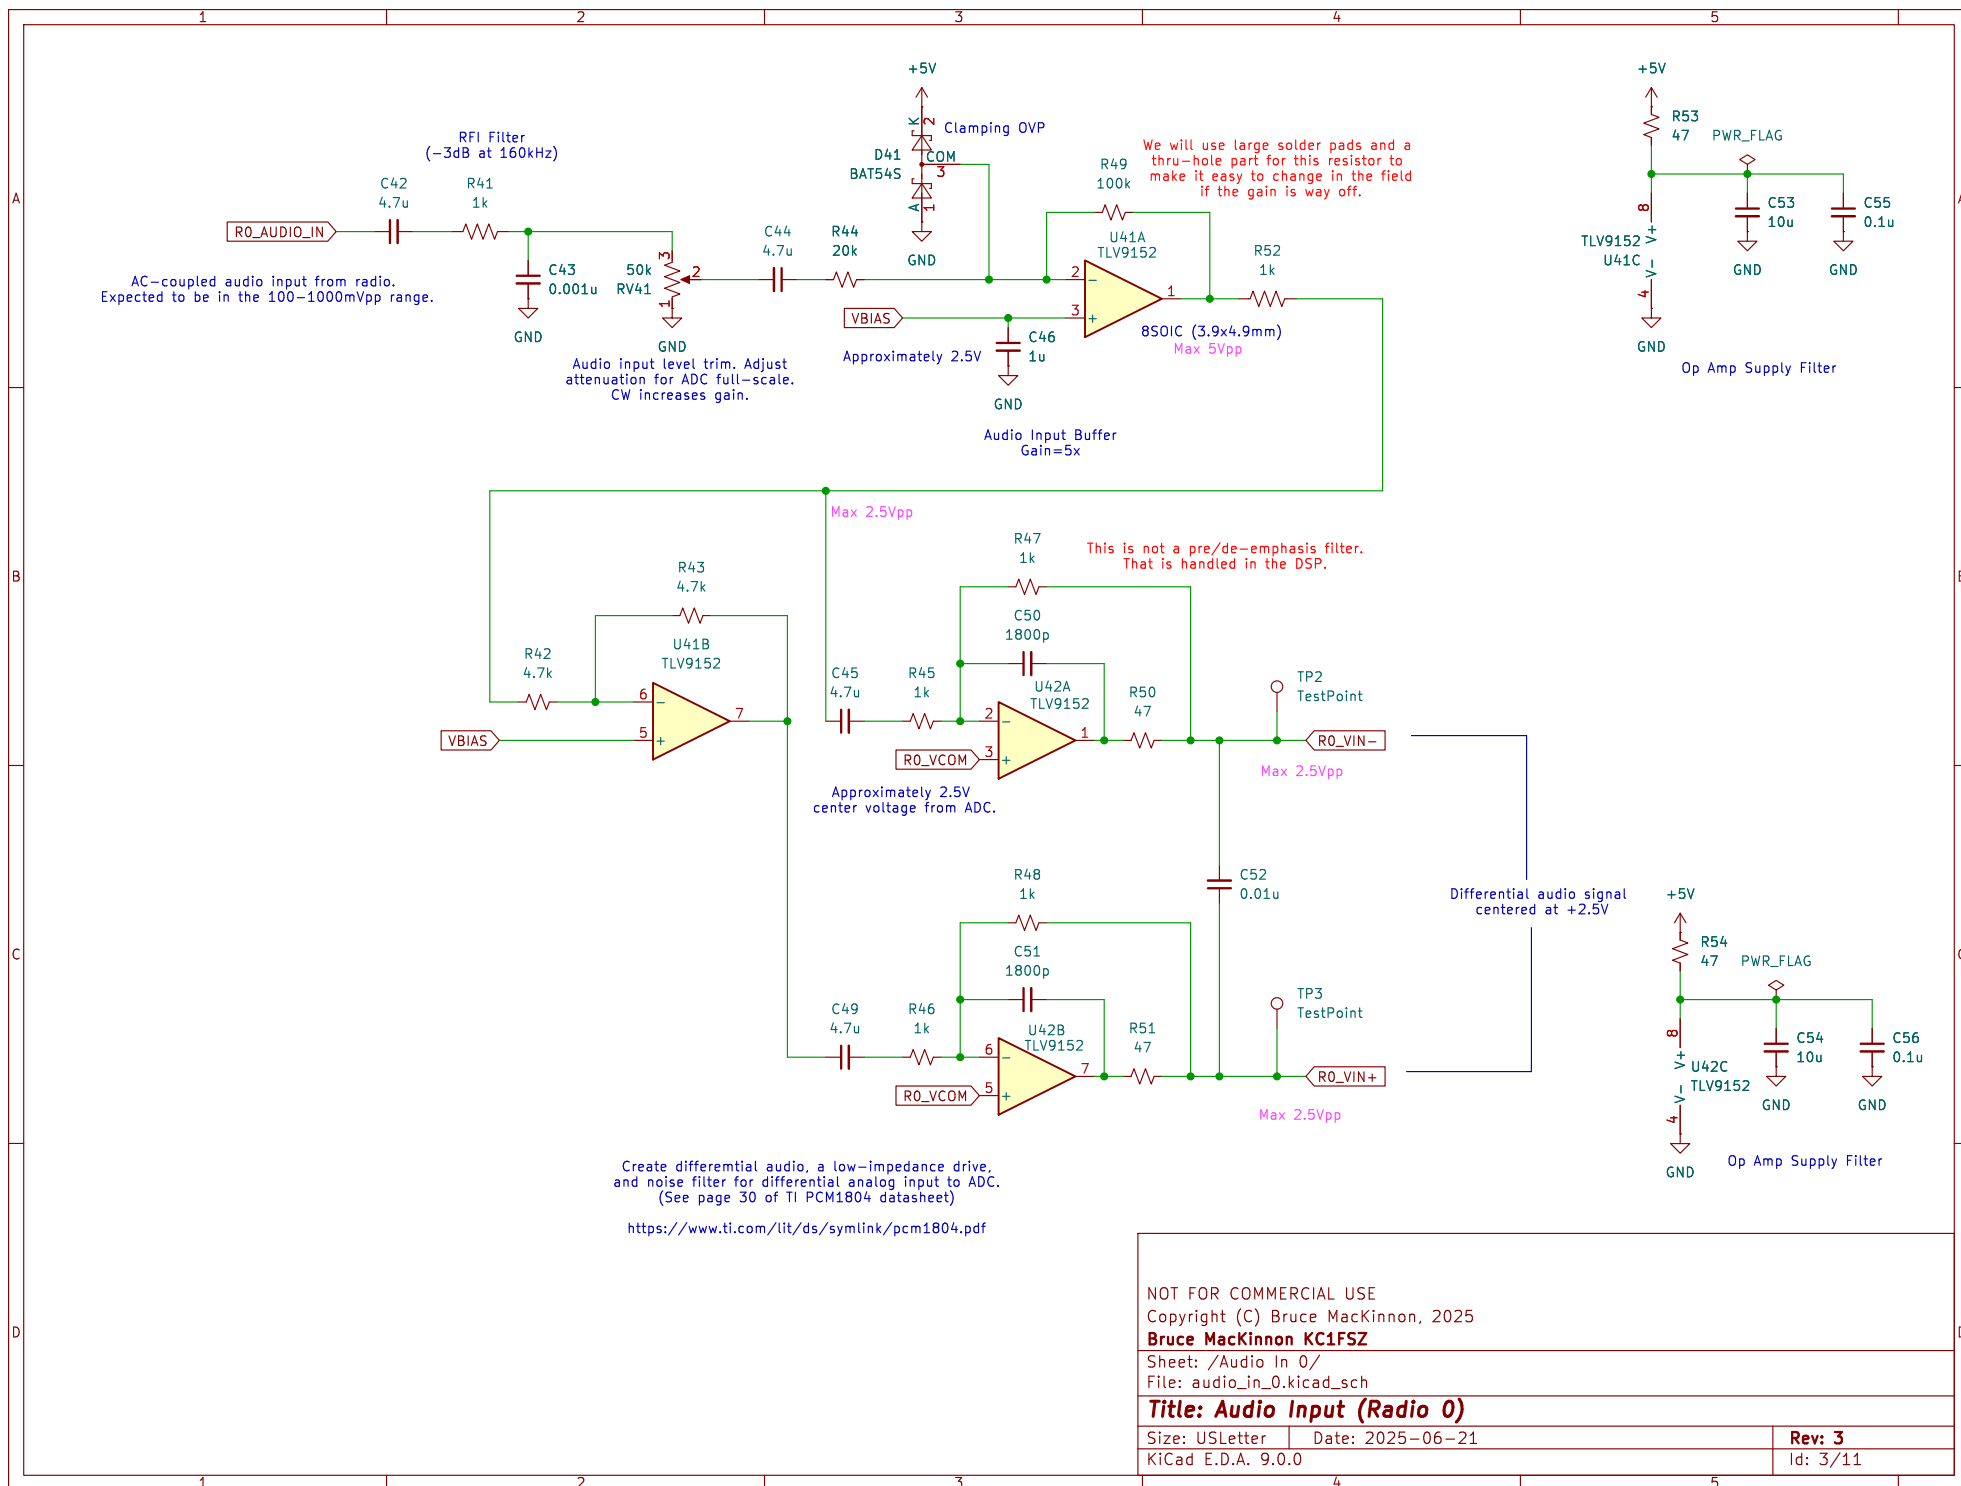 1 2 3 4 5
+5V
Clamping OVP
RFI Filter
(-3dB at 160kHz)
C42
4.7u
R41
1k
R0_AUDIO_IN
AC-coupled audio input from radio.
Expected to be in the 100-1000mVpp range.
C43
0.001u
GND
50k
RV41
3
2
1
GND
Audio input level trim. Adjust
attenuation for ADC full-scale.
CW increases gain.
C44
4.7u
R44
20k
K
2
D41
BAT54S
COM
3
A
1
GND
VBIAS
Approximately 2.5V
C46
1u
GND
R49
100k
U41A
TLV9152
2
-
3
+
1
8SOIC (3.9x4.9mm)
Max 5Vpp
We will use large solder pads and a
thru-hole part for this resistor to
make it easy to change in the field
if the gain is way off.
R52
1k
Audio Input Buffer
Gain=5x
+5V
R53
47
PWR_FLAG
8
V+
TLV9152
U41C
V-
4
GND
C53
10u
GND
C55
0.1u
GND
Op Amp Supply Filter
A
Max 2.5Vpp
R43
4.7k
U41B
TLV9152
R42
4.7k
6
-
5
+
7
VBIAS
R47
1k
This is not a pre/de-emphasis filter.
That is handled in the DSP.
C50
1800p
C45
4.7u
R45
1k
U42A
TLV9152
2
-
3
+
1
R0_VCOM
Approximately 2.5V
center voltage from ADC.
R50
47
TP2
TestPoint
R0_VIN-
Max 2.5Vpp
B
C52
0.01u
Differential audio signal
centered at +2.5V
R48
1k
C51
1800p
C49
4.7u
R46
1k
U42B
TLV9152
6
-
5
+
7
R0_VCOM
R51
47
TP3
TestPoint
R0_VIN+
Max 2.5Vpp
+5V
R54
47
PWR_FLAG
8
V+
U42C
TLV9152
V-
4
GND
C54
10u
GND
C56
0.1u
GND
Op Amp Supply Filter
C
Create differemtial audio, a low-impedance drive,
and noise filter for differential analog input to ADC.
(See page 30 of TI PCM1804 datasheet)
https://www.ti.com/lit/ds/symlink/pcm1804.pdf
D
NOT FOR COMMERCIAL USE
Copyright (C) Bruce MacKinnon, 2025
Bruce MacKinnon KC1FSZ
Sheet: /Audio In 0/
File: audio_in_0.kicad_sch
Title: Audio Input (Radio 0)
Size: USLetter Date: 2025-06-21 Rev: 3
KiCad E.D.A. 9.0.0 Id: 3/11
1 2 3 4 5